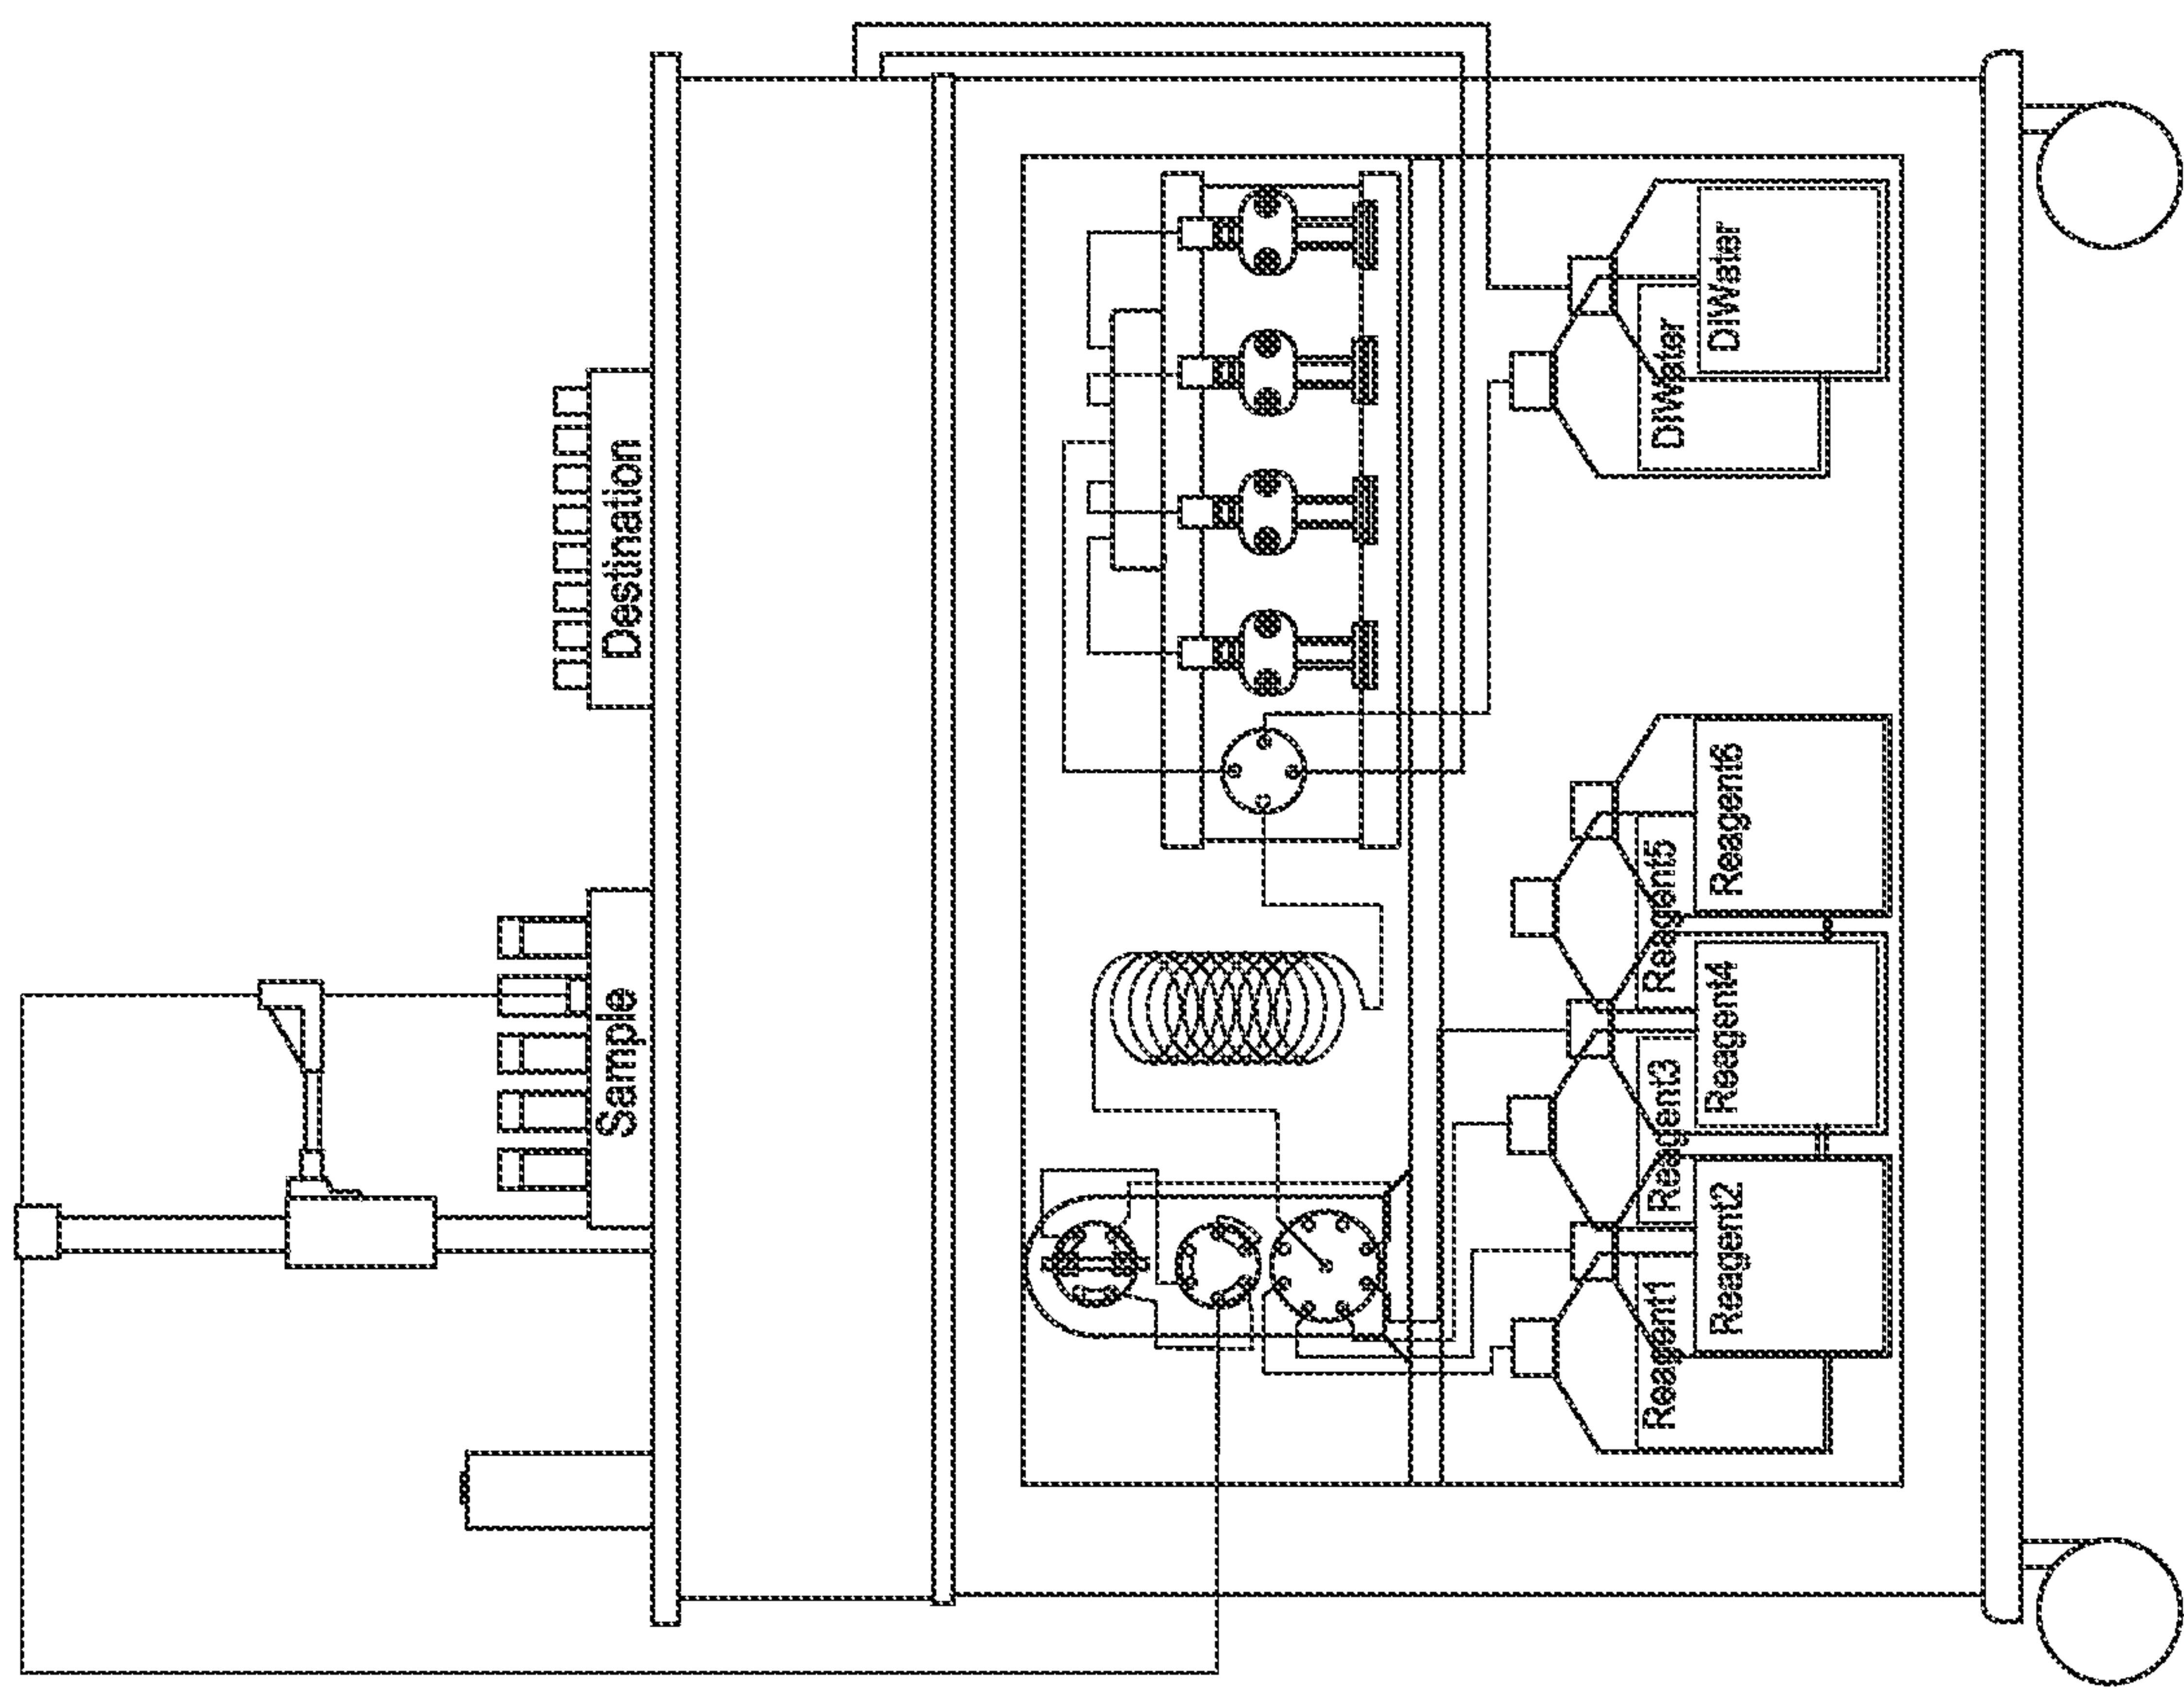 Sample
Destination
Reagent1
Reagent3
Reagent5
DIWater
Reagent2
Reagent4
Reagent6
DIWater